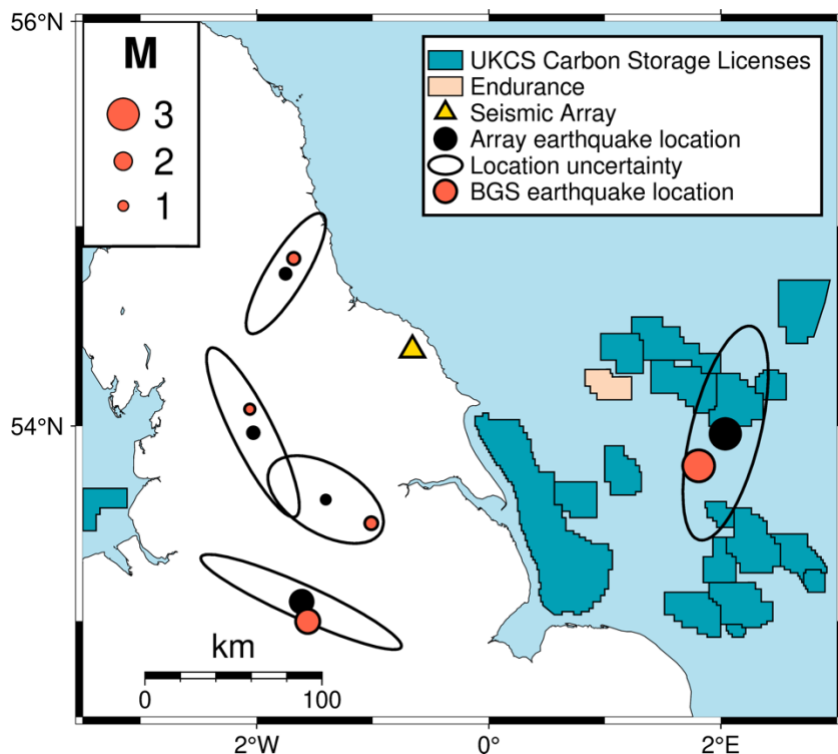 56°N
M
3
2
1
UKCS Carbon Storage Licenses
Endurance
Seismic Array
Array earthquake location
Location uncertainty
BGS earthquake location
54°N
km
0 100
2°W 0° 2°E